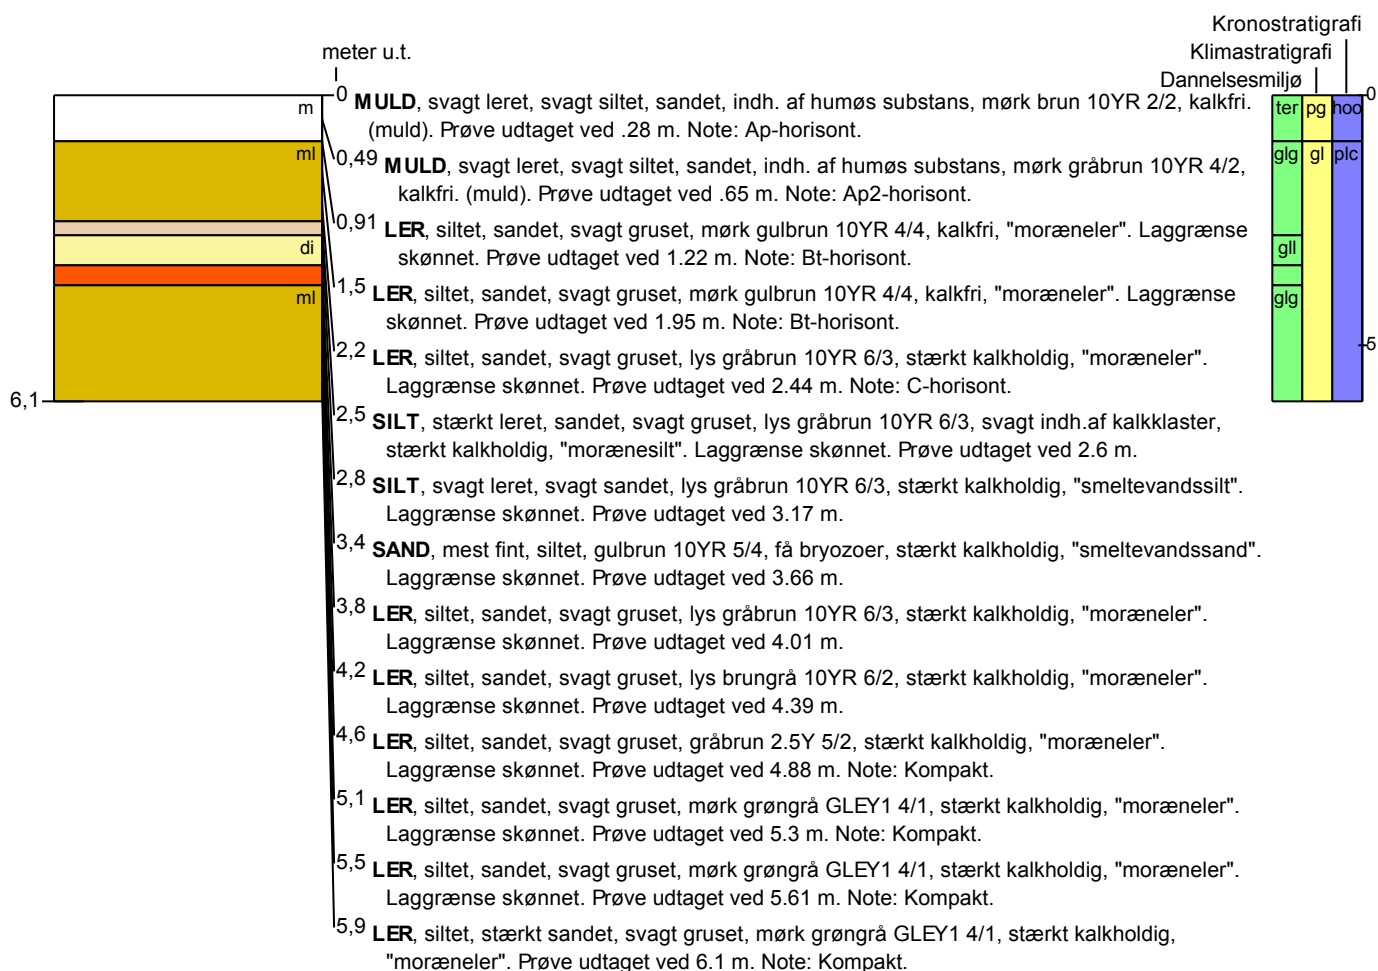 Kronostratigrafi
meter u.t.
Klimastratigrafi
Dannelsesmiljø
0 MULD, svagt leret, svagt siltet, sandet, indh. af humøs substans, mørk brun 10YR 2/2, kalkfri.
(muld). Prøve udtaget ved .28 m. Note: Ap-horisont.
0
m
ter pg hoo
ml
glg gl plc
0,49 MULD, svagt leret, svagt siltet, sandet, indh. af humøs substans, mørk gråbrun 10YR 4/2,
kalkfri. (muld). Prøve udtaget ved .65 m. Note: Ap2-horisont.
0,91 LER, siltet, sandet, svagt gruset, mørk gulbrun 10YR 4/4, kalkfri, "moræneler". Laggrænse
skønnet. Prøve udtaget ved 1.22 m. Note: Bt-horisont.
di
gll
1,5 LER, siltet, sandet, svagt gruset, mørk gulbrun 10YR 4/4, kalkfri, "moræneler". Laggrænse
skønnet. Prøve udtaget ved 1.95 m. Note: Bt-horisont.
ml
glg
2,2 LER, siltet, sandet, svagt gruset, lys gråbrun 10YR 6/3, stærkt kalkholdig, "moræneler".
Laggrænse skønnet. Prøve udtaget ved 2.44 m. Note: C-horisont.
5
6,1
2,5 SILT, stærkt leret, sandet, svagt gruset, lys gråbrun 10YR 6/3, svagt indh.af kalkklaster,
stærkt kalkholdig, "morænesilt". Laggrænse skønnet. Prøve udtaget ved 2.6 m.
2,8 SILT, svagt leret, svagt sandet, lys gråbrun 10YR 6/3, stærkt kalkholdig, "smeltevandssilt".
Laggrænse skønnet. Prøve udtaget ved 3.17 m.
3,4 SAND, mest fint, siltet, gulbrun 10YR 5/4, få bryozoer, stærkt kalkholdig, "smeltevandssand".
Laggrænse skønnet. Prøve udtaget ved 3.66 m.
3,8 LER, siltet, sandet, svagt gruset, lys gråbrun 10YR 6/3, stærkt kalkholdig, "moræneler".
Laggrænse skønnet. Prøve udtaget ved 4.01 m.
4,2 LER, siltet, sandet, svagt gruset, lys brungrå 10YR 6/2, stærkt kalkholdig, "moræneler".
Laggrænse skønnet. Prøve udtaget ved 4.39 m.
4,6 LER, siltet, sandet, svagt gruset, gråbrun 2.5Y 5/2, stærkt kalkholdig, "moræneler".
Laggrænse skønnet. Prøve udtaget ved 4.88 m. Note: Kompakt.
5,1 LER, siltet, sandet, svagt gruset, mørk grøngrå GLEY1 4/1, stærkt kalkholdig, "moræneler".
Laggrænse skønnet. Prøve udtaget ved 5.3 m. Note: Kompakt.
5,5 LER, siltet, sandet, svagt gruset, mørk grøngrå GLEY1 4/1, stærkt kalkholdig, "moræneler".
Laggrænse skønnet. Prøve udtaget ved 5.61 m. Note: Kompakt.
5,9 LER, siltet, stærkt sandet, svagt gruset, mørk grøngrå GLEY1 4/1, stærkt kalkholdig,
"moræneler". Prøve udtaget ved 6.1 m. Note: Kompakt.